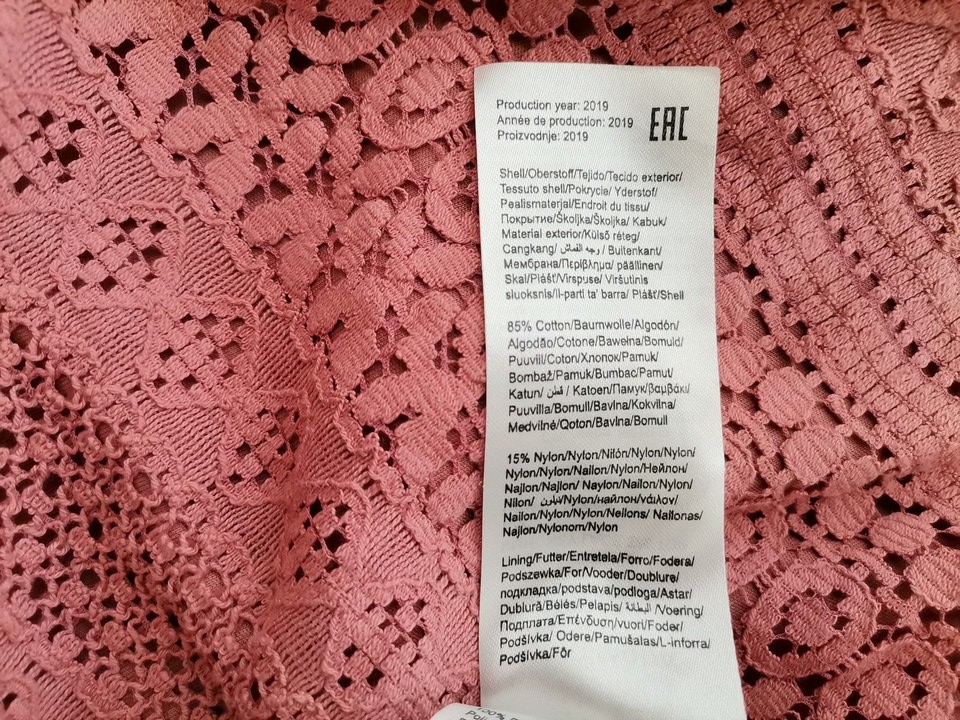 Production year: 2019
Année de production: 2019
Proizvodnje: 2019
EAC
Shell/Oberstoff/Tejido/Tecido exterior/
Tessuto shell/Pokrycie/ Yderstof/
Pealismaterjal/Endroit du tissu/
Покрытие/Školjka/Školjka/ Kabuk/
Material exterior/Külső réteg/
Cangkang/ وجه القماش / Buitenkant/
Мембрана/Περίβλημα/ päällinen/
Skal/Plášť/Virspuse/ Viršutinis
sluoksnis/il-parti ta' barra/ Plášť/Shell
85% Cotton/Baumwolle/Algodón/
Algodão/Cotone/Bawełna/Bomuld/
Puuvill/Coton/Хлопок/Pamuk/
Bombaž/Pamuk/Bumbac/Pamut/
Katun/ قطن / Katoen/Памук/βαμβάκι/
Puuvilla/Bomull/Bavlna/Kokvilna/
Medvilné/Qoton/Bavlna/Bomull
15% Nylon/Nylon/Nilón/Nylon/Nylon/
Nylon/Nylon/Nailon/Nylon/Нейлон/
Najlon/Najlon/ Naylon/Nailon/Nylon/
Nilon/ نايلون/Nylon/найлон/νάιλον/
Nailon/Nylon/Nylon/Neilons/ Nailonas/
Najlon/Nylonom/Nylon
Lining/Futter/Entretela/Forro/Fodera/
Podszewka/For/Vooder/Doublure/
подкладка/podstava/podloga/Astar/
Dublură/Bélés/Pelapis/ البطانة /Voering/
Подплата/Επένδυση/vuori/Foder/
Podšívka/ Odere/Pamušalas/L-inforra/
Podšívka/Fôr